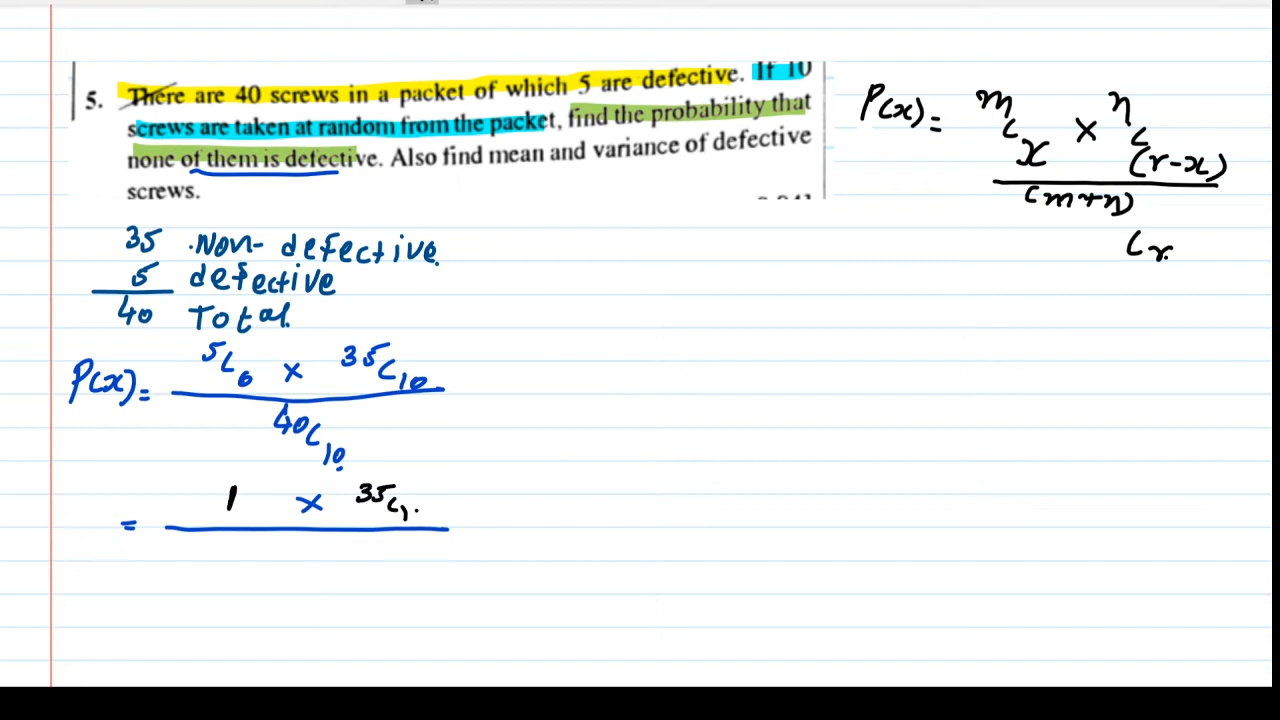 5. There are 40 screws in a packet of which 5 are defective. If 10
screws are taken at random from the packet, find the probability that
none of them is defective. Also find mean and variance of defective
screws.
P(x) = mCx × nC(r-x)
(m+n)
Cr.
35 Non-defective.
5 defective
40 Total.
P(x) = 5C0 × 35C10
40C10
= 1 × 35C1